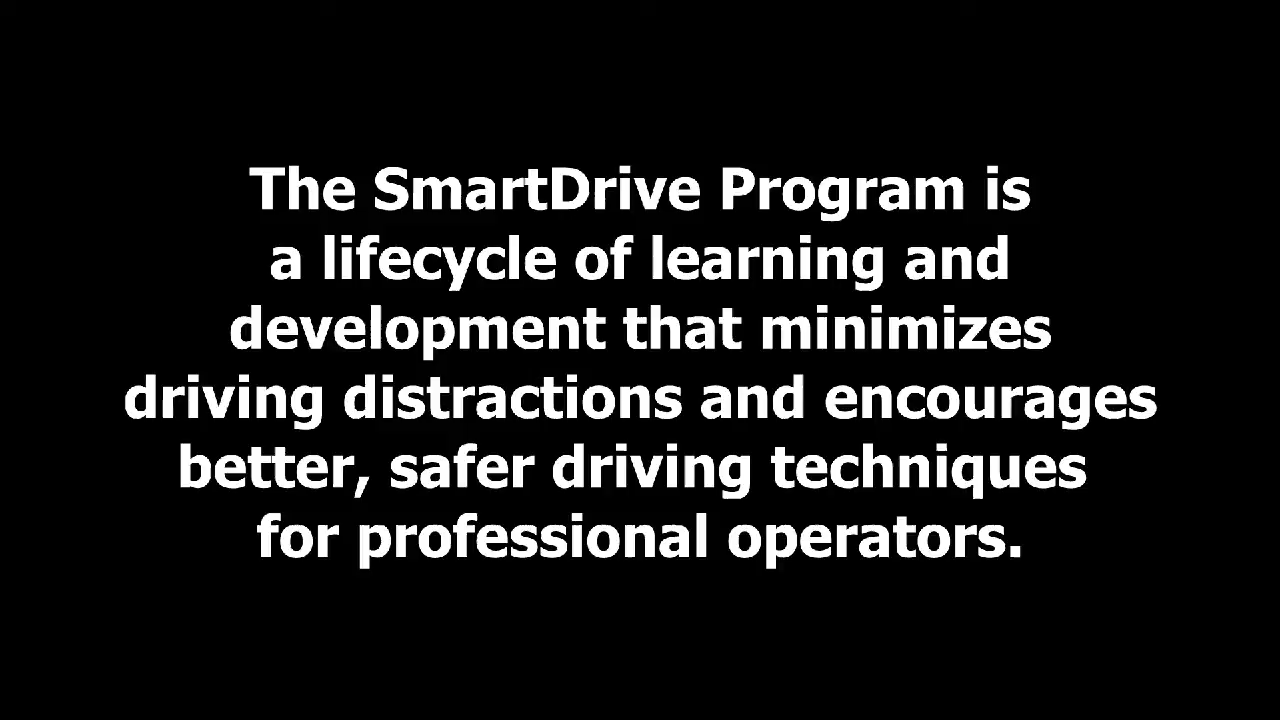 The SmartDrive Program is
a lifecycle of learning and
development that minimizes
driving distractions and encourages
better, safer driving techniques
for professional operators.